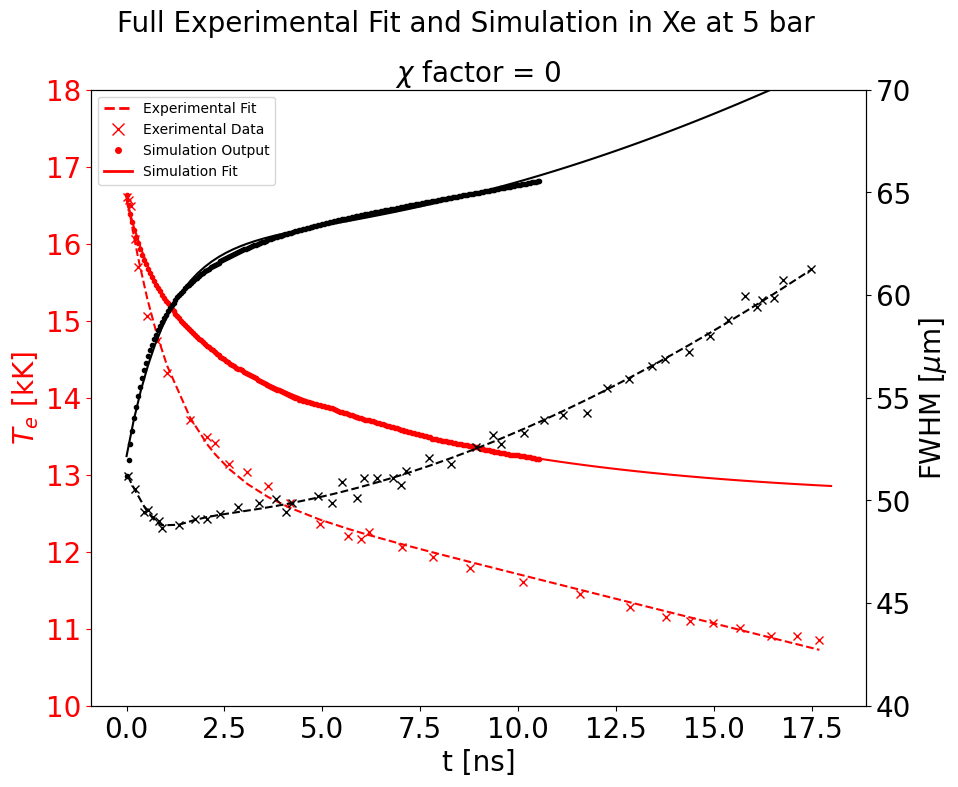 Full Experimental Fit and Simulation in Xe at 5 bar
χ factor = 0
Experimental Fit
Exerimental Data
Simulation Output
Simulation Fit
18
17
16
15
14
13
12
11
10
T_e [kK]
70
65
60
55
50
45
40
FWHM [μm]
0.0 2.5 5.0 7.5 10.0 12.5 15.0 17.5
t [ns]